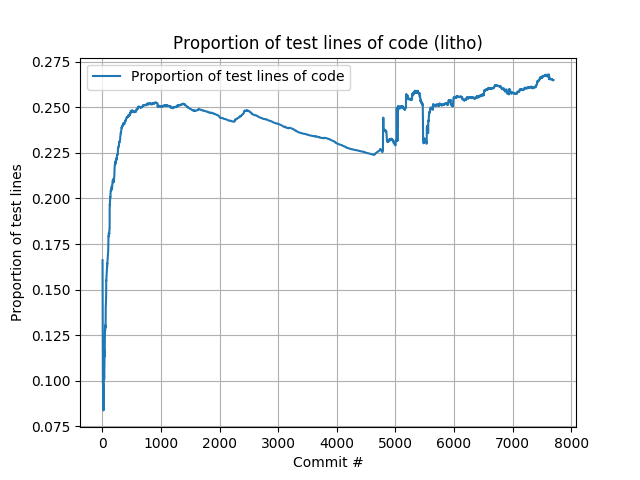 Proportion of test lines of code (litho)
Proportion of test lines of code
Proportion of test lines
0.275
0.250
0.225
0.200
0.175
0.150
0.125
0.100
0.075
0 1000 2000 3000 4000 5000 6000 7000 8000
Commit #